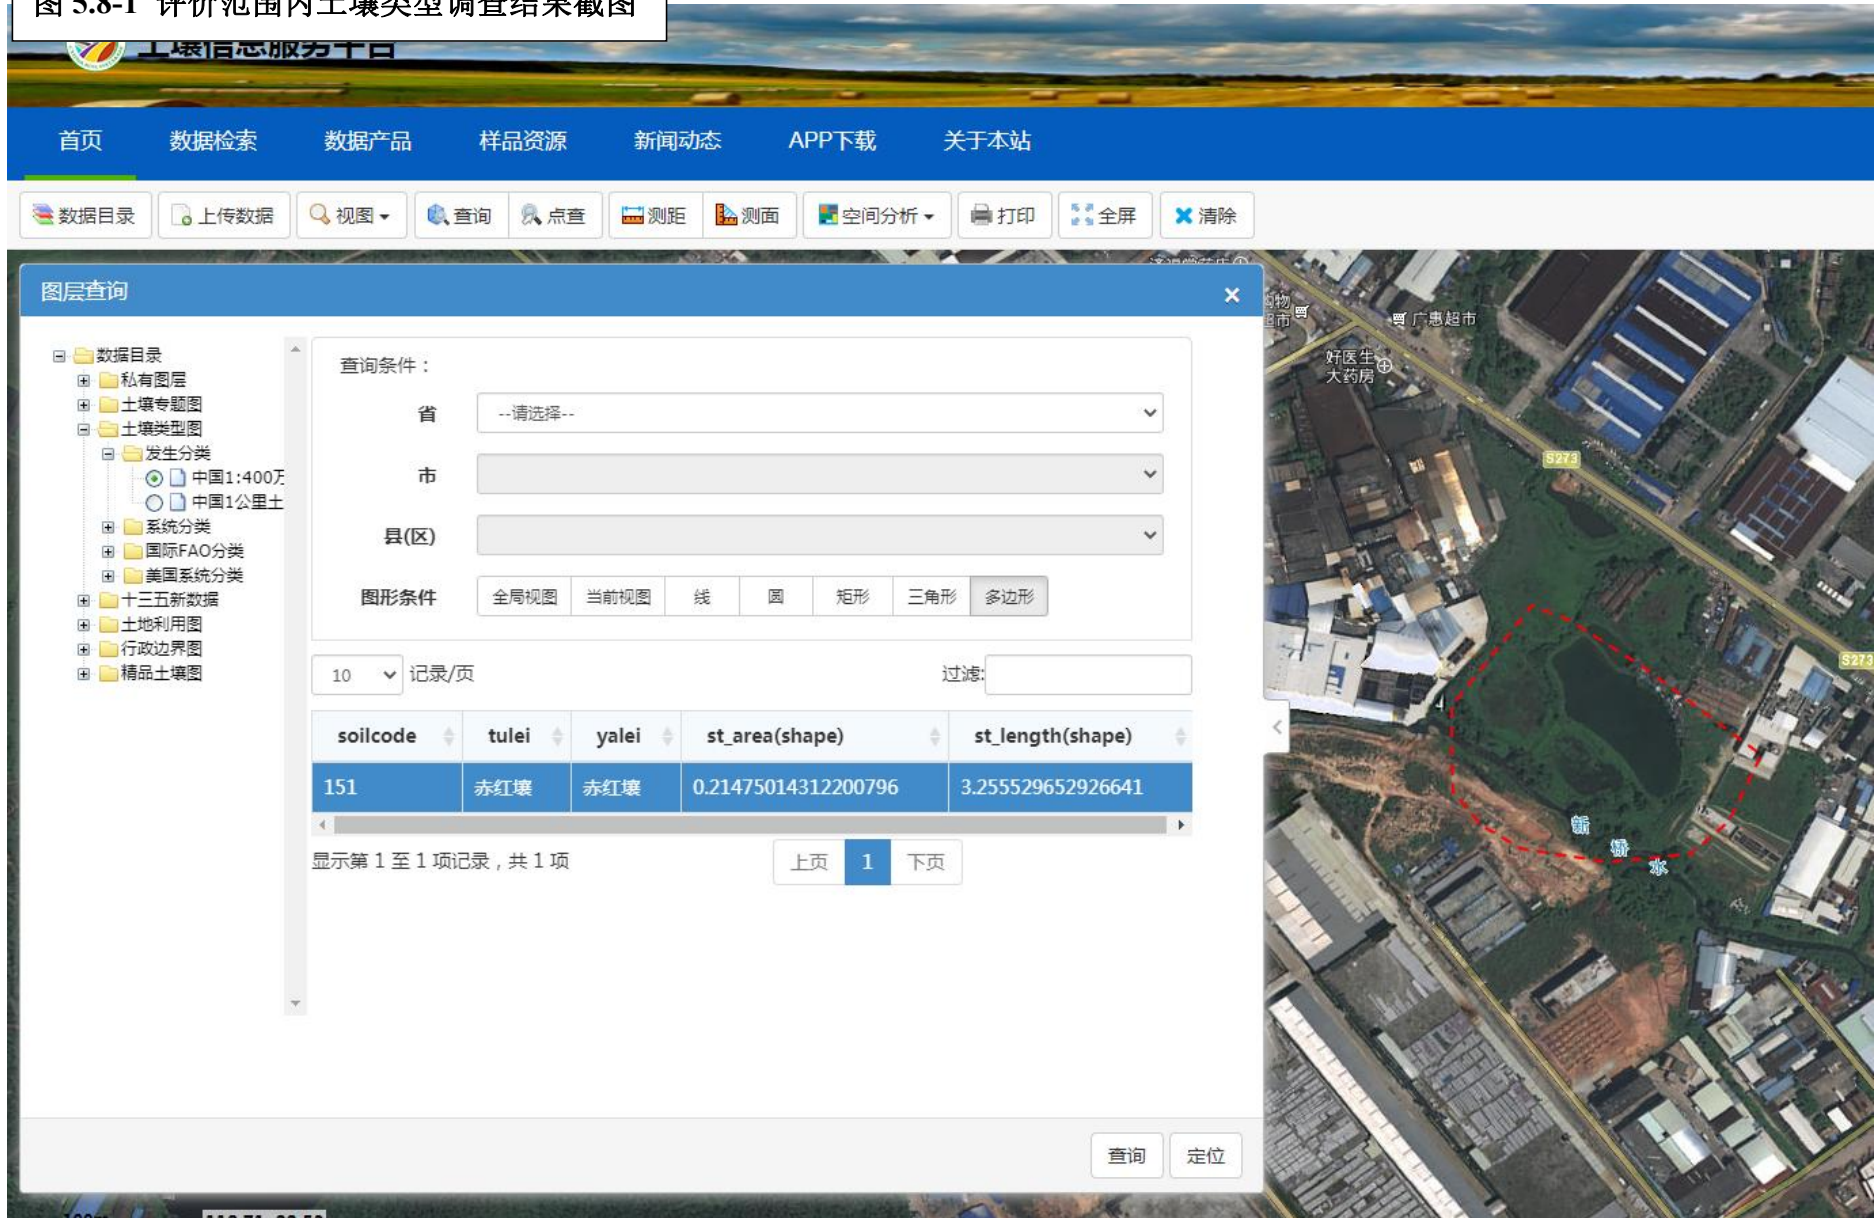 图 5.8-1 评价范围内土壤类型调查结果截图
土壤信息服务平台
首页 数据检索 数据产品 样品资源 新闻动态 APP下载 关于本站
数据目录 上传数据 视图 查询 点查 测距 测面 空间分析 打印 全屏 清除
图层查询 ×
数据目录
私有图层
土壤专题图
土壤类型图
发生分类
中国1:400万
中国1公里土
系统分类
国际FAO分类
美国系统分类
十三五新数据
土地利用图
行政边界图
精品土壤图
查询条件：
省 --请选择--
市
县(区)
图形条件 全局视图 当前视图 线 圆 矩形 三角形 多边形
10 记录/页 过滤:
soilcode tulei yalei st_area(shape) st_length(shape)
151 赤红壤 赤红壤 0.21475014312200796 3.255529652926641
显示第 1 至 1 项记录，共 1 项 上页 1 下页
查询 定位
广惠超市
好医生
大药房
S273
S273
新
桥
水